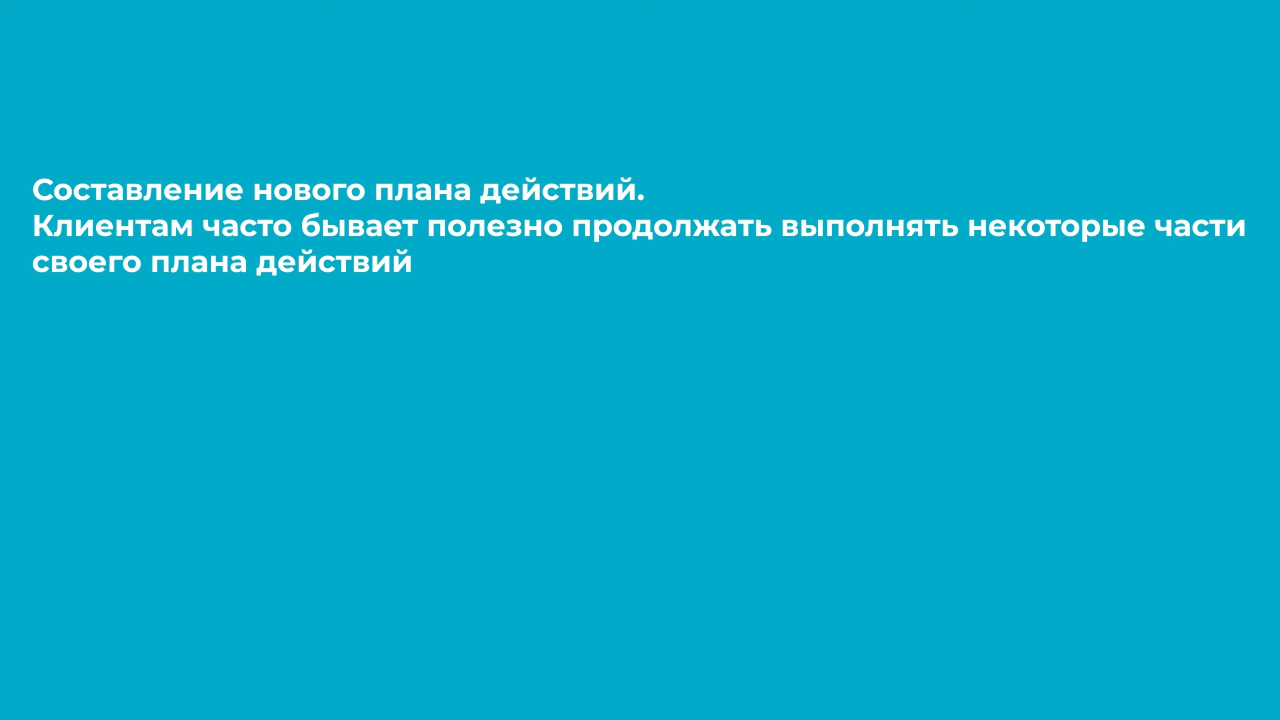 Составление нового плана действий.
Клиентам часто бывает полезно продолжать выполнять некоторые части
своего плана действий